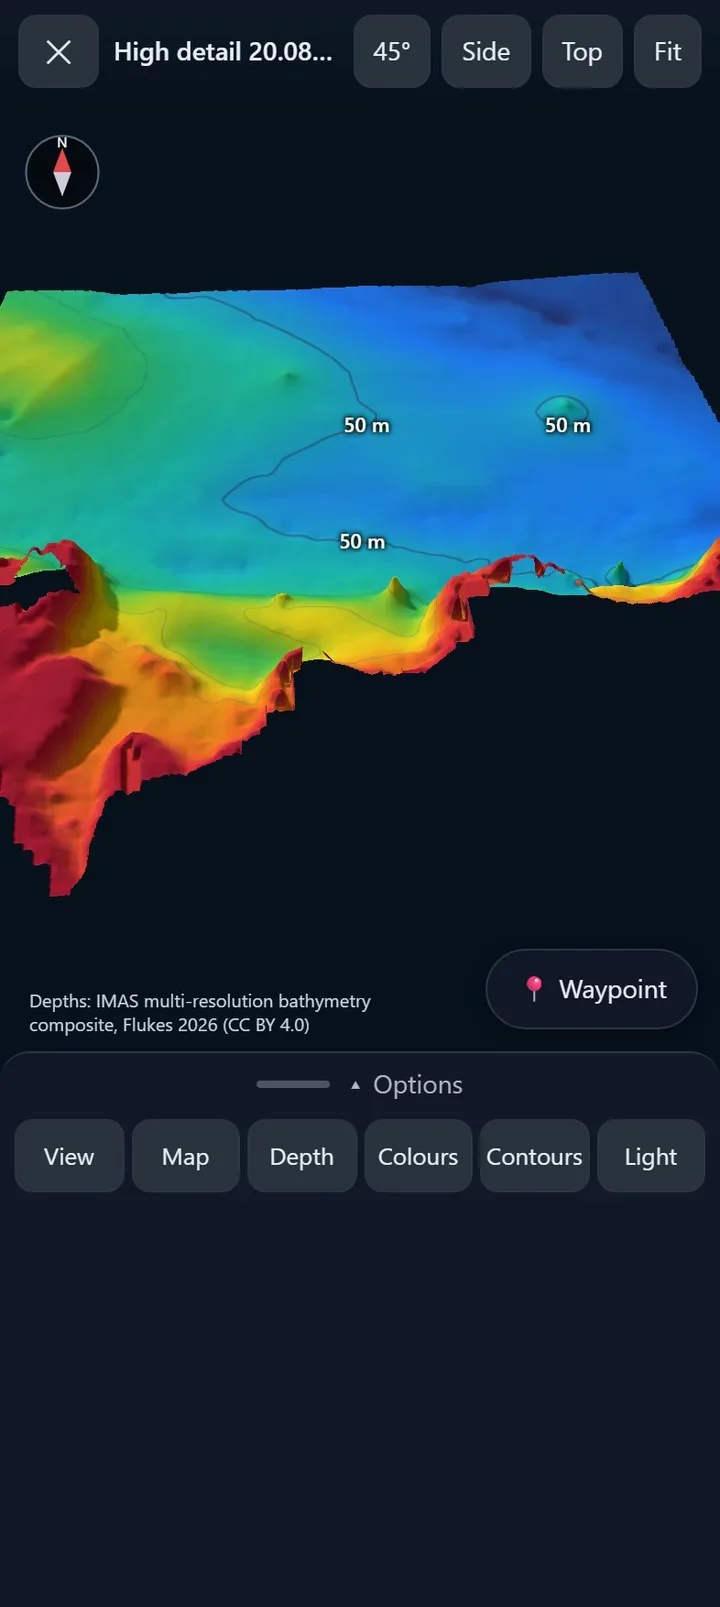 High detail 20.08...
45°
Side
Top
Fit
N
50 m
50 m
50 m
Depths: IMAS multi-resolution bathymetry
composite, Flukes 2026 (CC BY 4.0)
Waypoint
Options
View
Map
Depth
Colours
Contours
Light